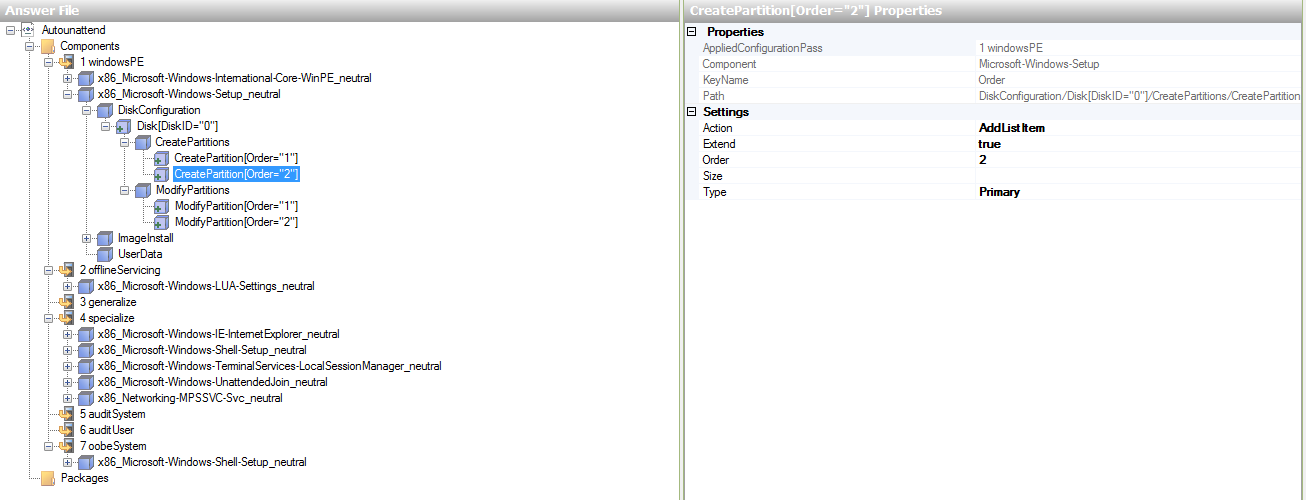 Answer File
Autounattend
Components
1 windowsPE
x86_Microsoft-Windows-International-Core-WinPE_neutral
x86_Microsoft-Windows-Setup_neutral
DiskConfiguration
Disk[DiskID="0"]
CreatePartitions
CreatePartition[Order="1"]
CreatePartition[Order="2"]
ModifyPartitions
ModifyPartition[Order="1"]
ModifyPartition[Order="2"]
ImageInstall
UserData
2 offlineServicing
x86_Microsoft-Windows-LUA-Settings_neutral
3 generalize
4 specialize
x86_Microsoft-Windows-IE-InternetExplorer_neutral
x86_Microsoft-Windows-Shell-Setup_neutral
x86_Microsoft-Windows-TerminalServices-LocalSessionManager_neutral
x86_Microsoft-Windows-UnattendedJoin_neutral
x86_Networking-MPSSVC-Svc_neutral
5 auditSystem
6 auditUser
7 oobeSystem
x86_Microsoft-Windows-Shell-Setup_neutral
Packages
CreatePartition[Order="2"] Properties
Properties
AppliedConfigurationPass 1 windowsPE
Component Microsoft-Windows-Setup
KeyName Order
Path DiskConfiguration/Disk[DiskID="0"]/CreatePartitions/CreatePartition
Settings
Action AddListItem
Extend true
Order 2
Size
Type Primary